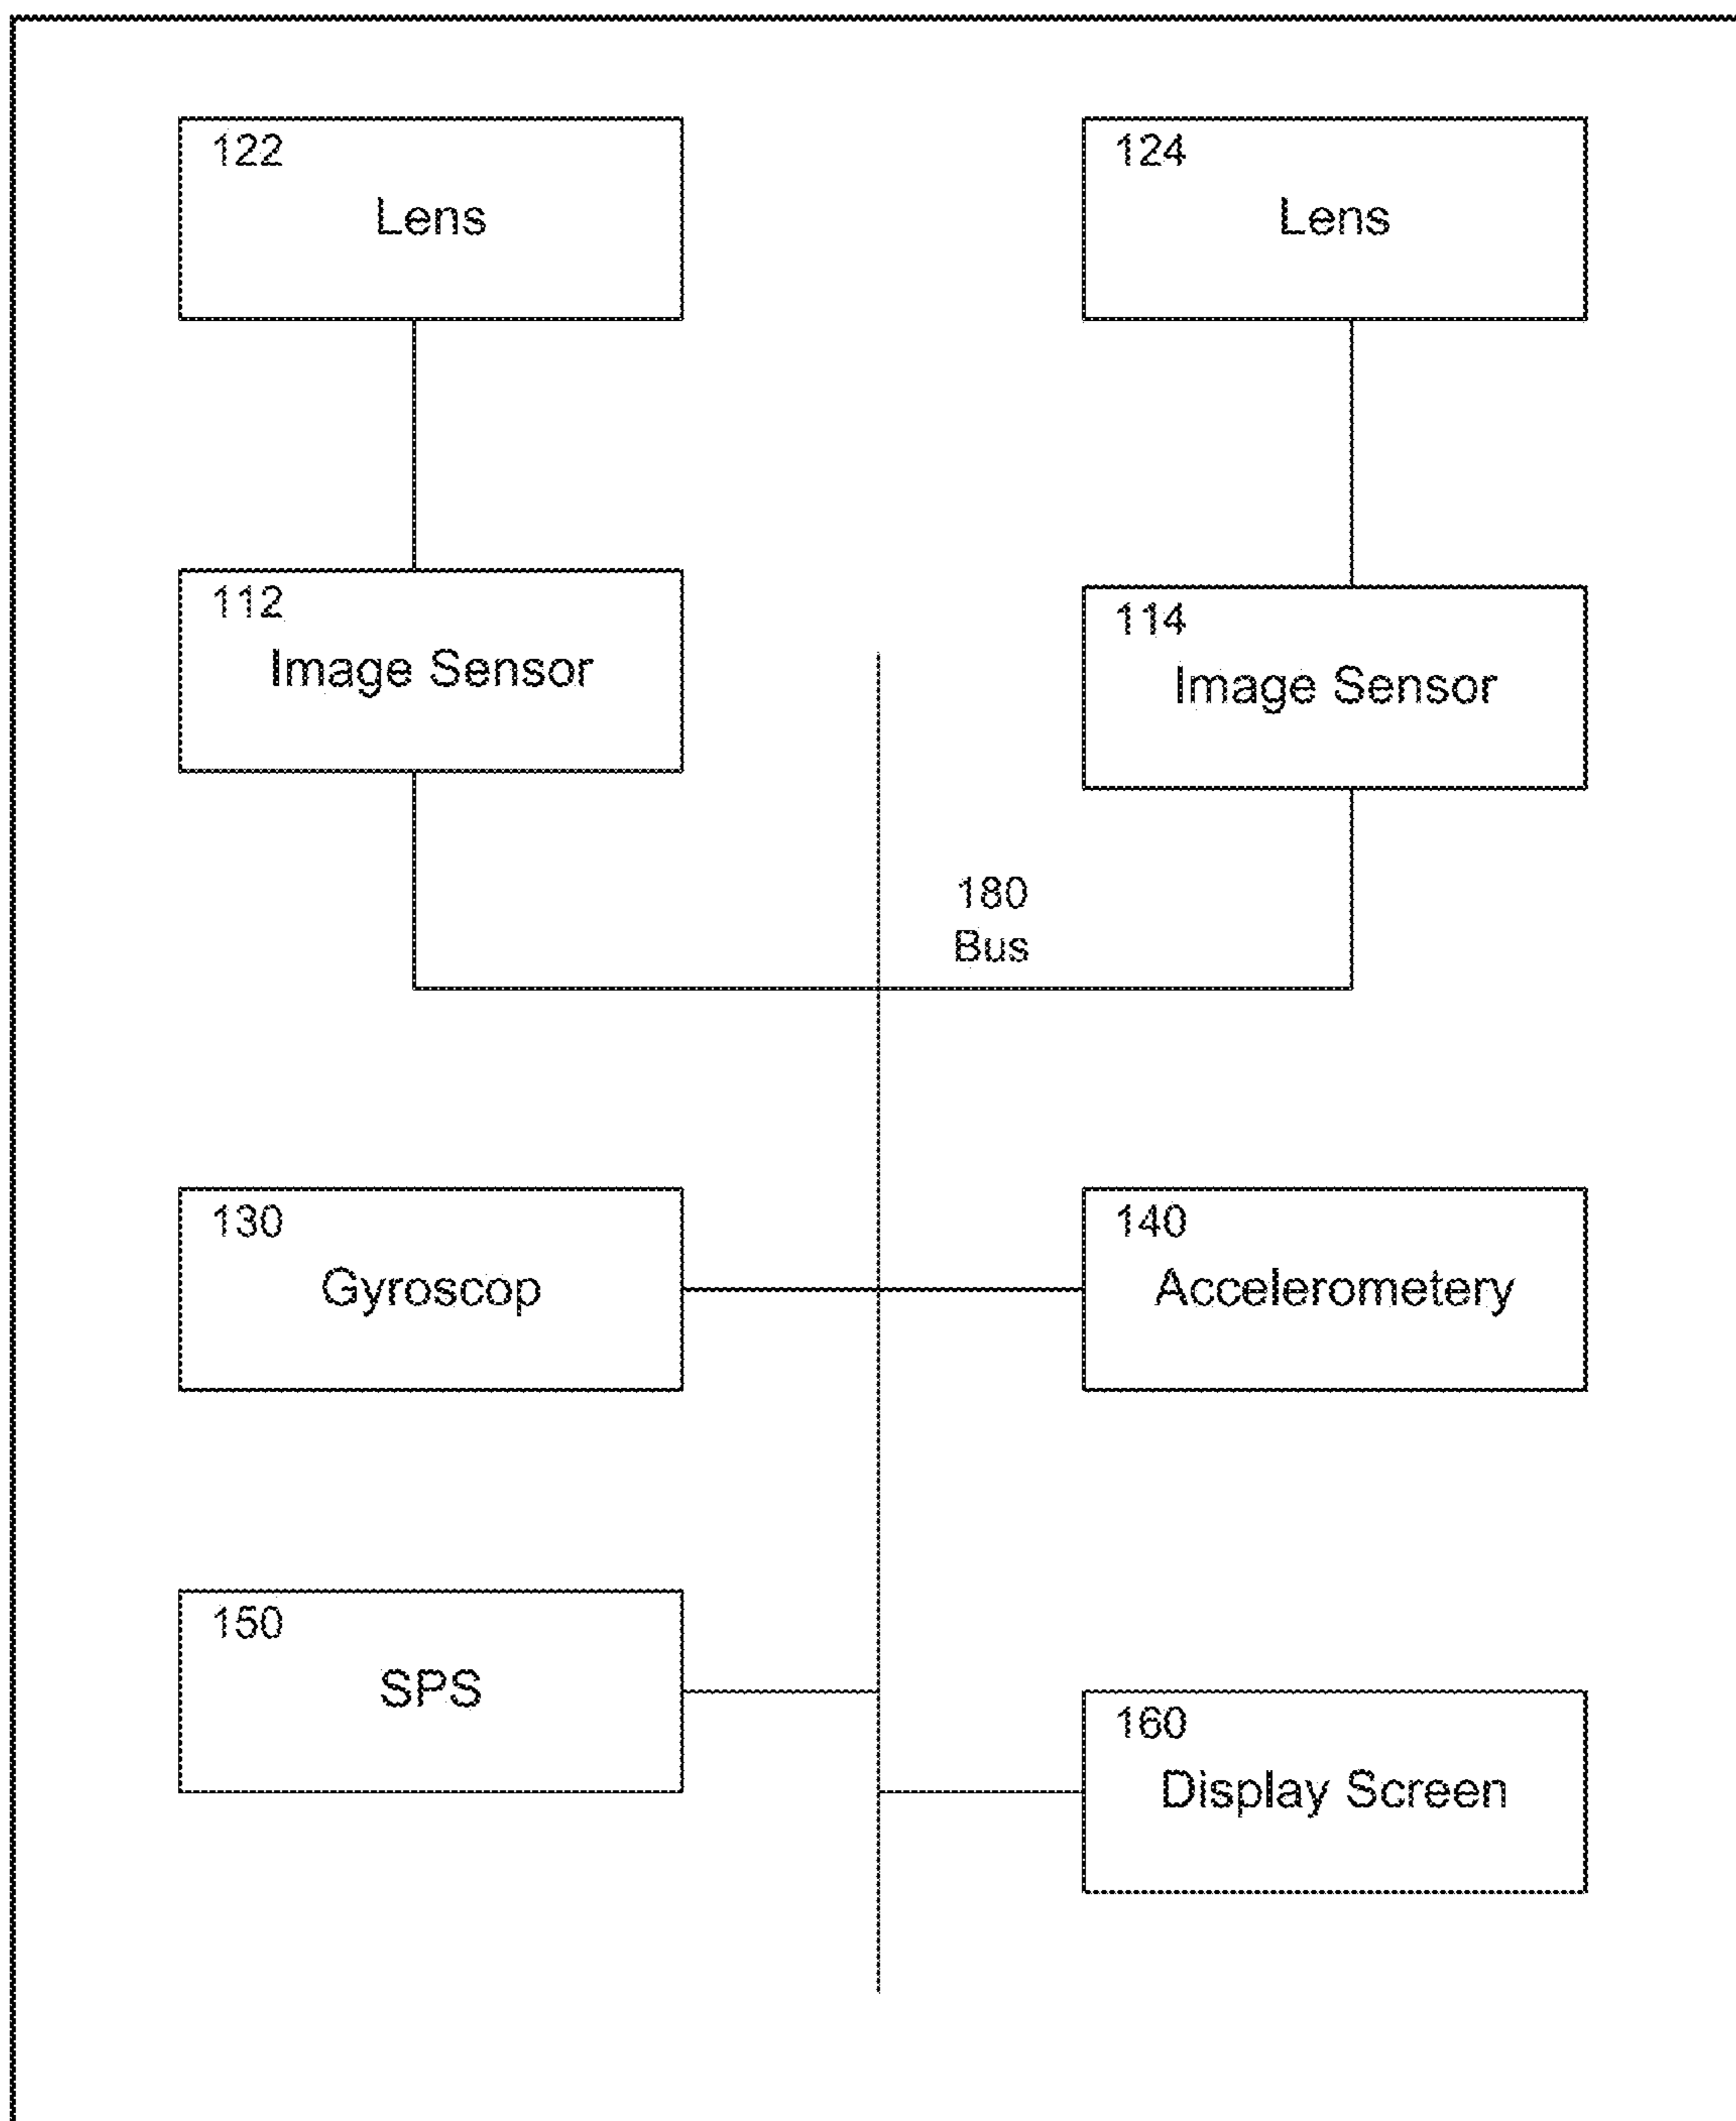 122
Lens
124
Lens
112
Image Sensor
114
Image Sensor
180
Bus
130
Gyroscop
140
Accelerometery
150
SPS
160
Display Screen